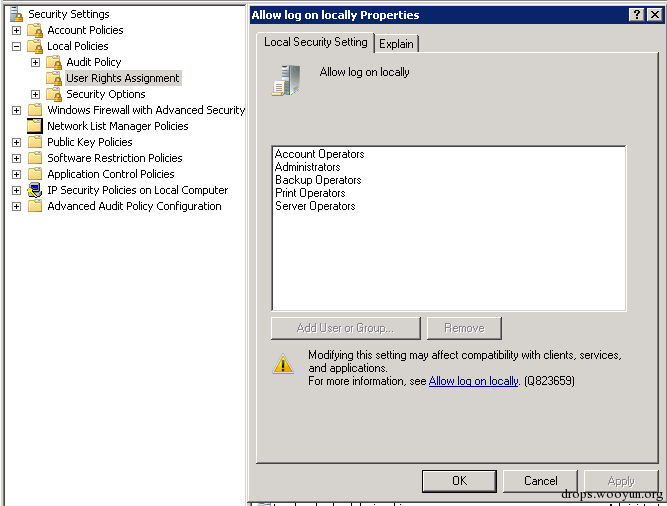 Security Settings
Account Policies
Local Policies
Audit Policy
User Rights Assignment
Security Options
Windows Firewall with Advanced Security
Network List Manager Policies
Public Key Policies
Software Restriction Policies
Application Control Policies
IP Security Policies on Local Computer
Advanced Audit Policy Configuration
Allow log on locally Properties
Local Security Setting
Explain
Allow log on locally
Account Operators
Administrators
Backup Operators
Print Operators
Server Operators
Add User or Group...
Remove
Modifying this setting may affect compatibility with clients, services,
and applications.
For more information, see Allow log on locally. (Q823659)
OK
Cancel
Apply
drops.wooyun.org